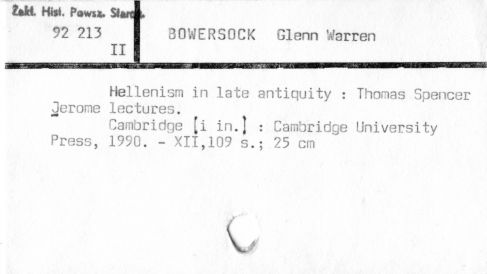 Zakł. Hist. Powsz. Staroż.
92 213
II
BOWERSOCK Glenn Warren
Hellenism in late antiquity : Thomas Spencer
Jerome lectures.
Cambridge [i in.] : Cambridge University
Press, 1990. - XII,109 s.; 25 cm